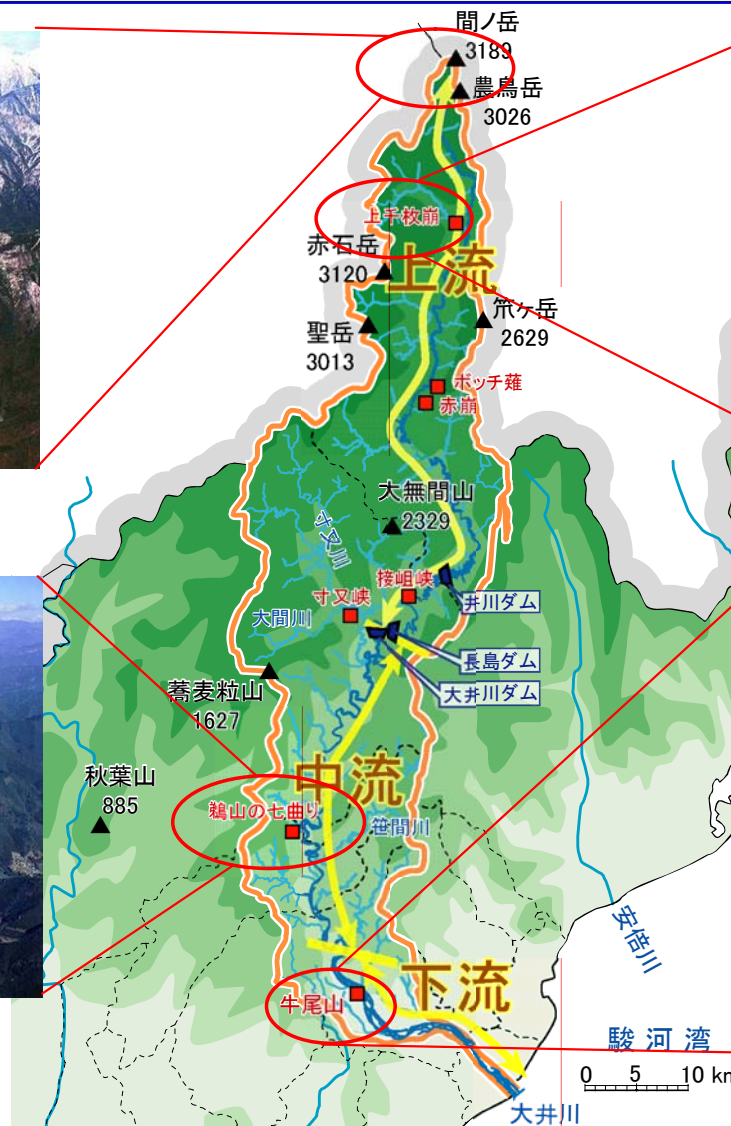 間ノ岳
3189
農鳥岳
3026
上千枚崩
赤石岳
3120
上流
聖岳
3013
笊ヶ岳
2629
ボッチ薙
赤崩
大無間山
2329
寸又川
接岨峡
寸又峡
井川ダム
大間川
長島ダム
大井川ダム
蕎麦粒山
1627
中流
秋葉山
885
鵜山の七曲り
笹間川
安倍川
下流
牛尾山
駿河湾
0 5 10 km
大井川